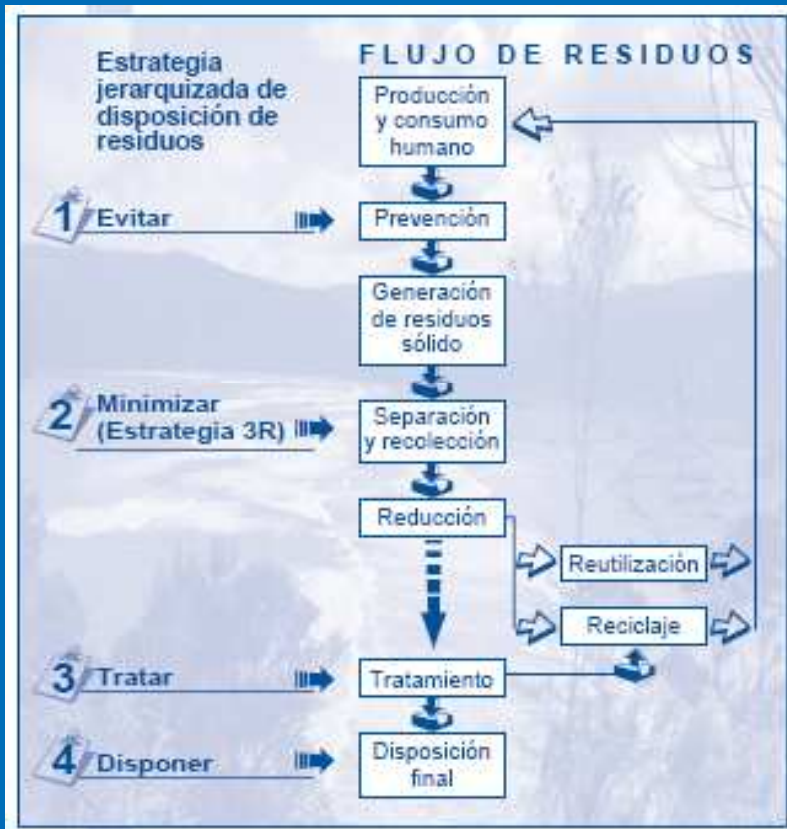 Estrategia
jerarquizada de
disposición de
residuos
FLUJO DE RESIDUOS
Producción
y consumo
humano
1 Evitar
Prevención
Generación
de residuos
sólido
2 Minimizar
(Estrategia 3R)
Separación
y recolección
Reducción
Reutilización
Reciclaje
3 Tratar
Tratamiento
4 Disponer
Disposición
final